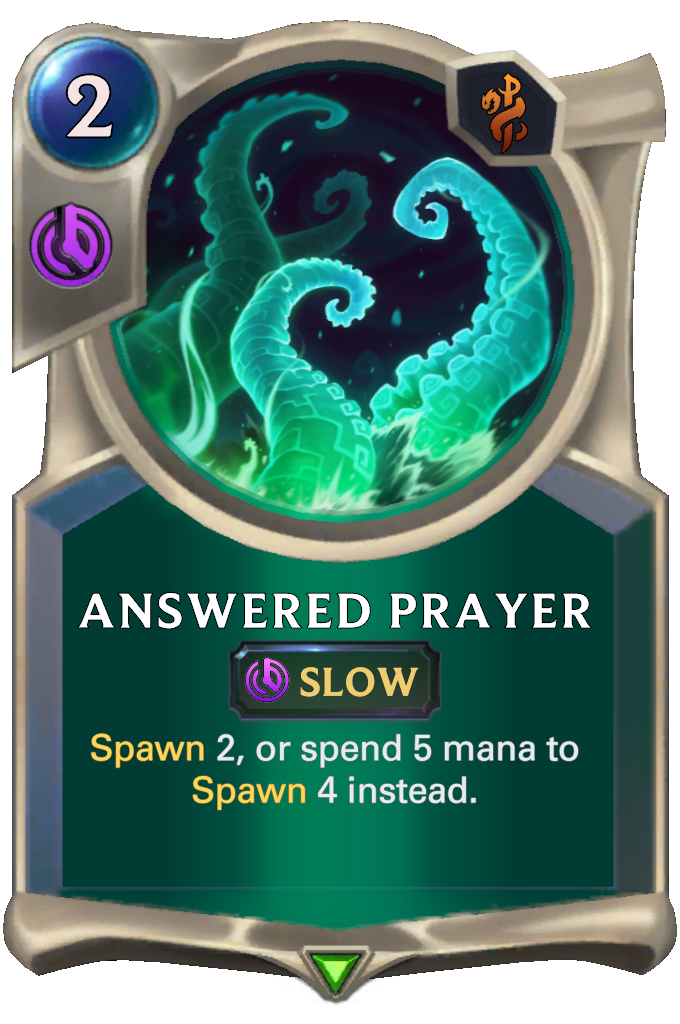 2
ANSWERED PRAYER
SLOW
Spawn 2, or spend 5 mana to
Spawn 4 instead.